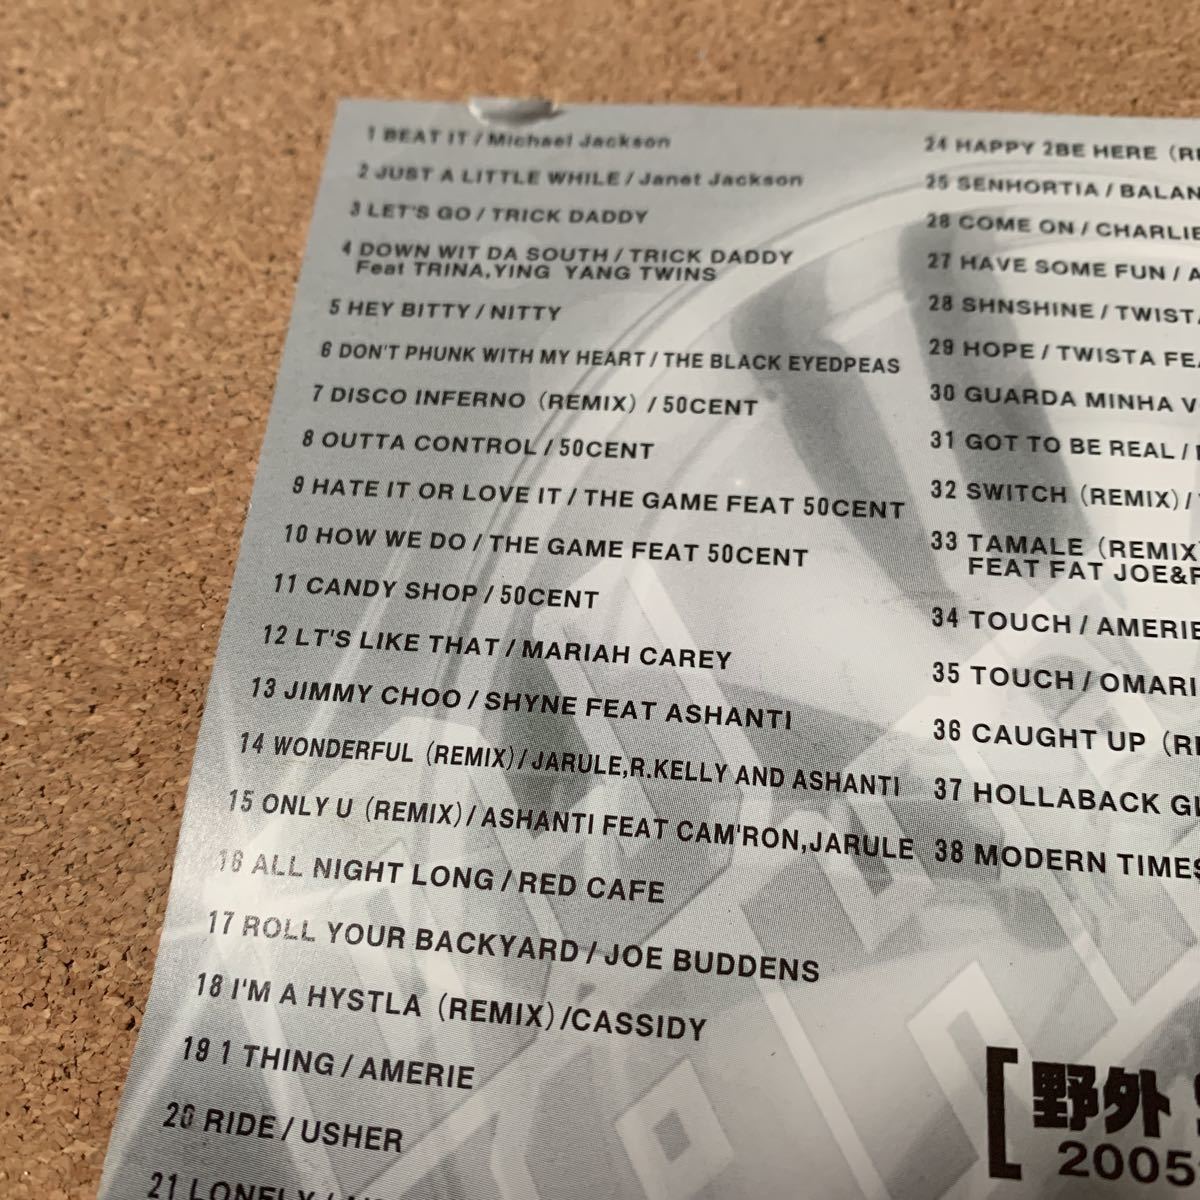 1 BEAT IT / Michael Jackson
2 JUST A LITTLE WHILE / Janet Jackson
3 LET'S GO / TRICK DADDY
4 DOWN WIT DA SOUTH / TRICK DADDY
Feat TRINA,YING YANG TWINS
5 HEY BITTY / NITTY
6 DON'T PHUNK WITH MY HEART / THE BLACK EYEDPEAS
7 DISCO INFERNO (REMIX) / 50CENT
8 OUTTA CONTROL / 50CENT
9 HATE IT OR LOVE IT / THE GAME FEAT 50CENT
10 HOW WE DO / THE GAME FEAT 50CENT
11 CANDY SHOP / 50CENT
12 LT'S LIKE THAT / MARIAH CAREY
13 JIMMY CHOO / SHYNE FEAT ASHANTI
14 WONDERFUL (REMIX) / JARULE,R.KELLY AND ASHANTI
15 ONLY U (REMIX) / ASHANTI FEAT CAM'RON,JARULE
16 ALL NIGHT LONG / RED CAFE
17 ROLL YOUR BACKYARD / JOE BUDDENS
18 I'M A HYSTLA (REMIX) /CASSIDY
19 1 THING / AMERIE
20 RIDE / USHER
21 LONELY /
24 HAPPY 2BE HERE (
25 SENHORTIA / BALAN
26 COME ON / CHARLIE
27 HAVE SOME FUN / A
28 SHNSHINE / TWISTA
29 HOPE / TWISTA FEA
30 GUARDA MINHA V
31 GOT TO BE REAL /
32 SWITCH (REMIX) /
33 TAMALE (REMIX)
FEAT FAT JOE&
34 TOUCH / AMERIE
35 TOUCH / OMARI
36 CAUGHT UP (
37 HOLLABACK G
38 MODERN TIMES
[ 野外
2005